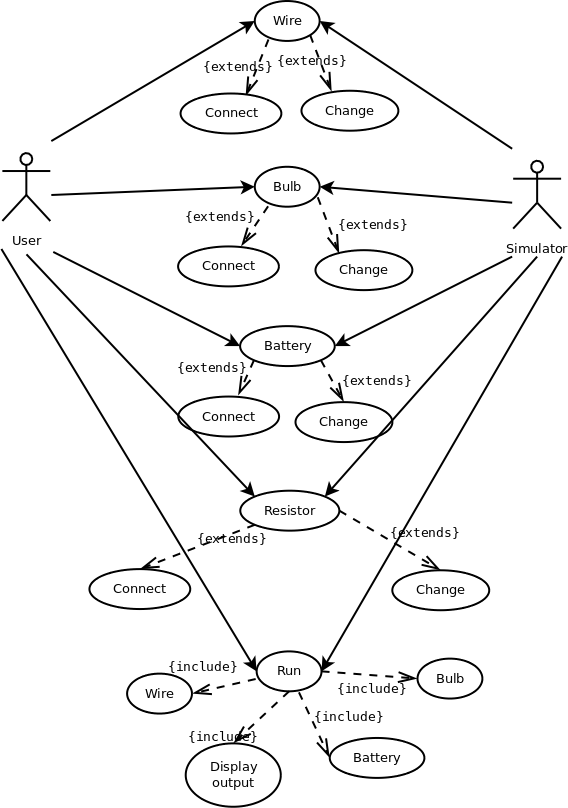 Wire
{extends}
{extends}
Connect
Change
User
Simulator
Bulb
{extends}
{extends}
Connect
Change
Battery
{extends}
{extends}
Connect
Change
Resistor
{extends}
{extends}
Connect
Change
Run
{include}
{include}
Wire
Bulb
{include}
{include}
Display
output
Battery